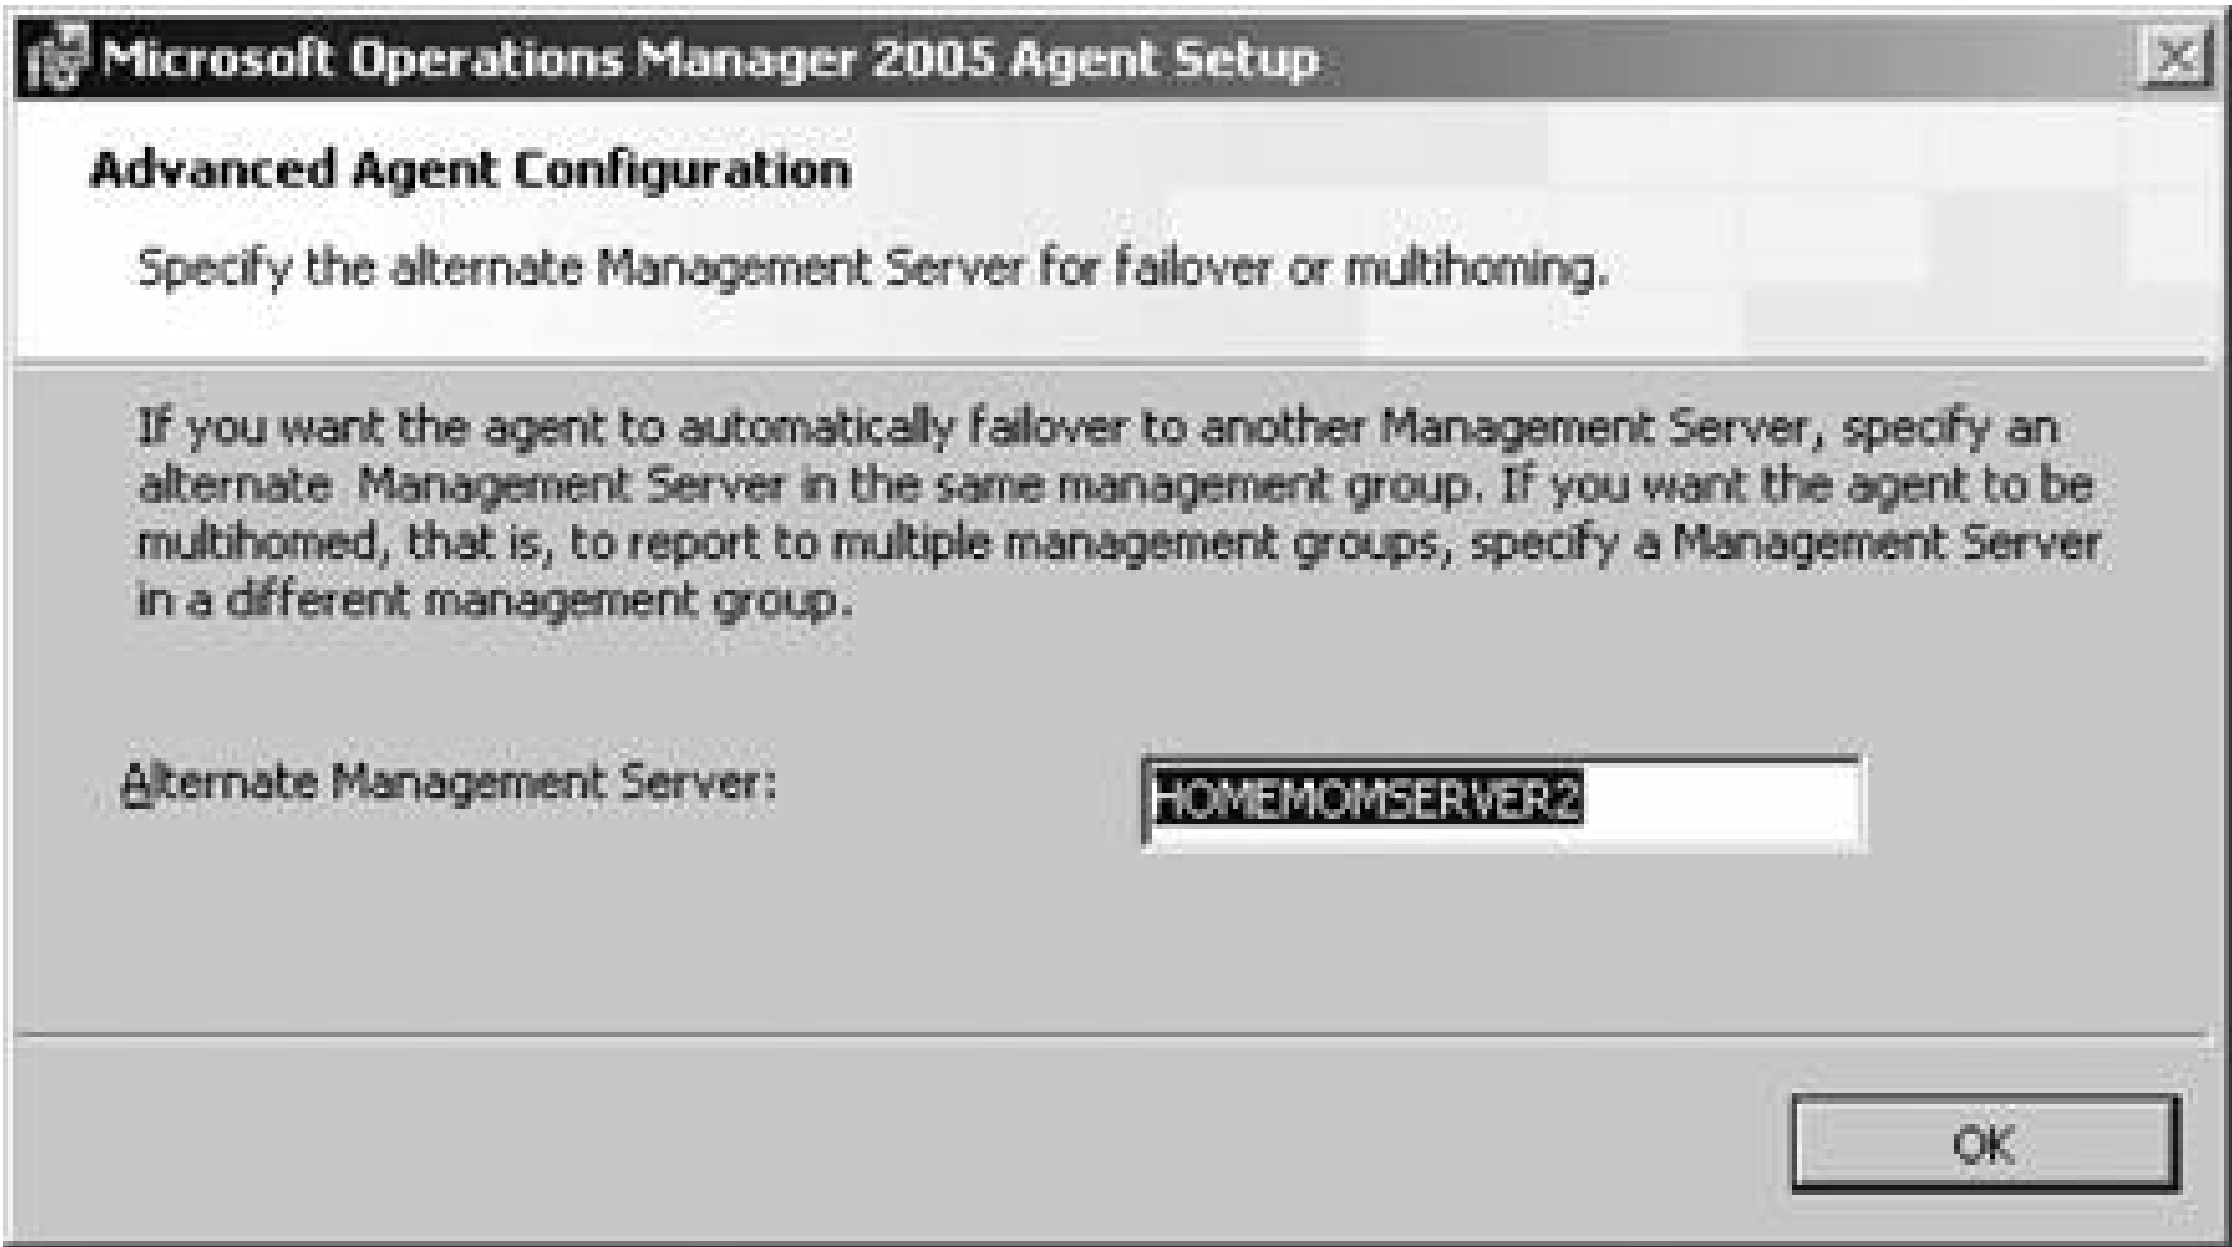 Microsoft Operations Manager 2005 Agent Setup
Advanced Agent Configuration
Specify the alternate Management Server for failover or multihoming.
If you want the agent to automatically failover to another Management Server, specify an
alternate Management Server in the same management group. If you want the agent to be
multihomed, that is, to report to multiple management groups, specify a Management Server
in a different management group.
Alternate Management Server:
HOMEMOMSERVER2
OK